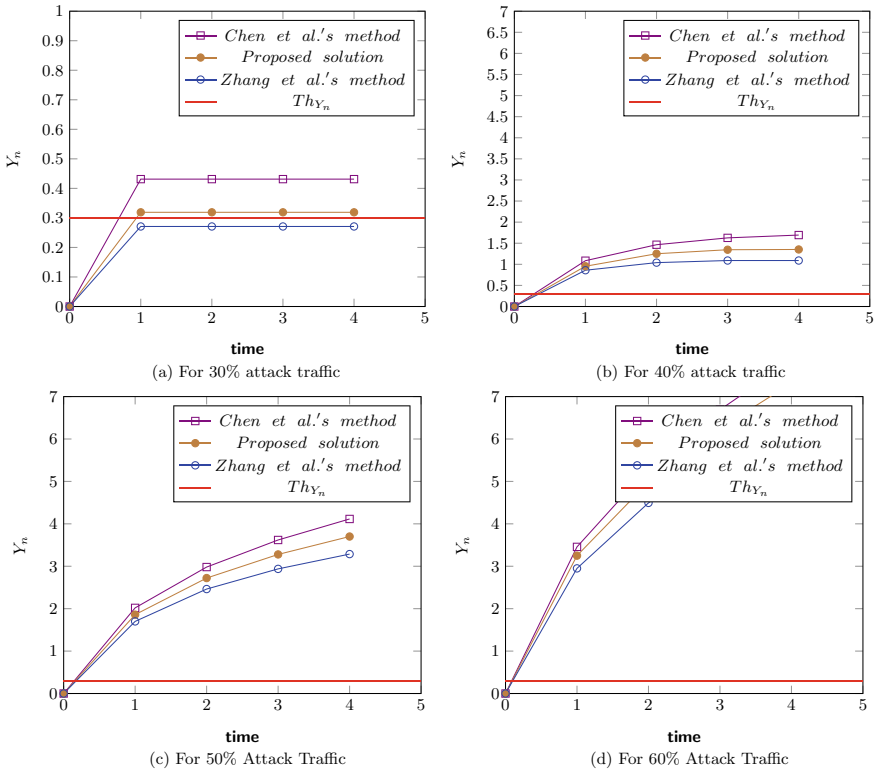 1
0.9
0.8
0.7
0.6
0.5
0.4
0.3
0.2
0.1
0
Y_n
Chen et al.′s method
Proposed solution
Zhang et al.′s method
Th_{Y_n}
0 1 2 3 4 5
time
(a) For 30% attack traffic
7
6.5
6
5.5
5
4.5
4
3.5
3
2.5
2
1.5
1
0.5
0
Y_n
Chen et al.′s method
Proposed solution
Zhang et al.′s method
Th_{Y_n}
0 1 2 3 4 5
time
(b) For 40% attack traffic
7
6
5
4
3
2
1
0
Y_n
Chen et al.′s method
Proposed solution
Zhang et al.′s method
Th_{Y_n}
0 1 2 3 4 5
time
(c) For 50% Attack Traffic
7
6
5
4
3
2
1
0
Y_n
Chen et al.′s method
Proposed solution
Zhang et al.′s method
Th_{Y_n}
0 1 2 3 4 5
time
(d) For 60% Attack Traffic